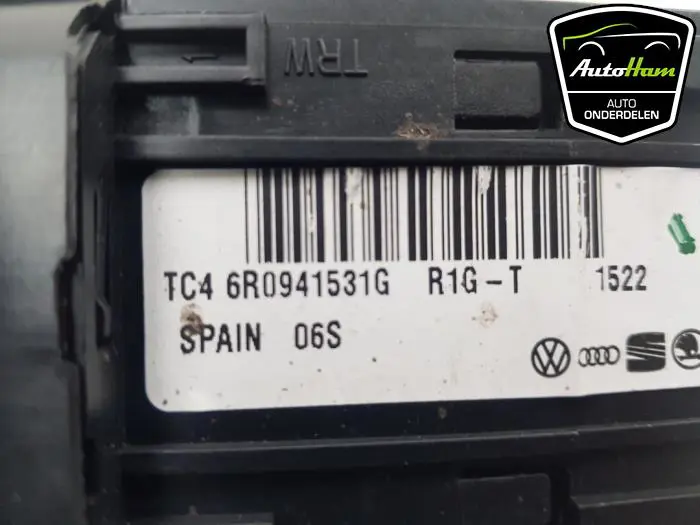 AutoHam
AUTO
ONDERDELEN
TRW
TC4 6R0941531G R1G-T 1522
SPAIN 06S